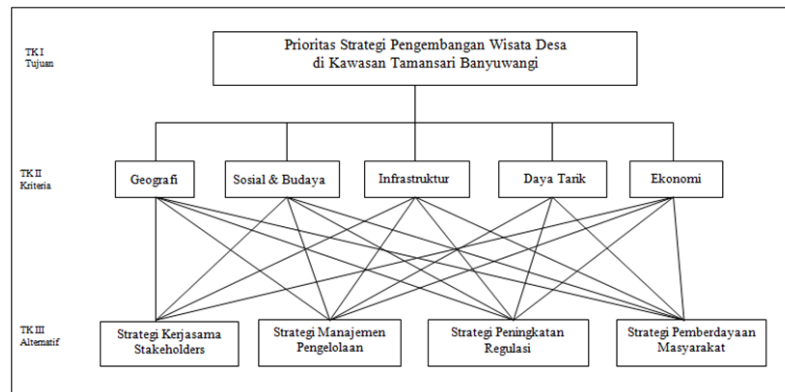 TK I
Tujuan
Prioritas Strategi Pengembangan Wisata Desa
di Kawasan Tamansari Banyuwangi
TK II
Kriteria
Geografi
Sosial & Budaya
Infrastruktur
Daya Tarik
Ekonomi
TK III
Alternatif
Strategi Kerjasama
Stakeholders
Strategi Manajemen
Pengelolaan
Strategi Peningkatan
Regulasi
Strategi Pemberdayaan
Masyarakat